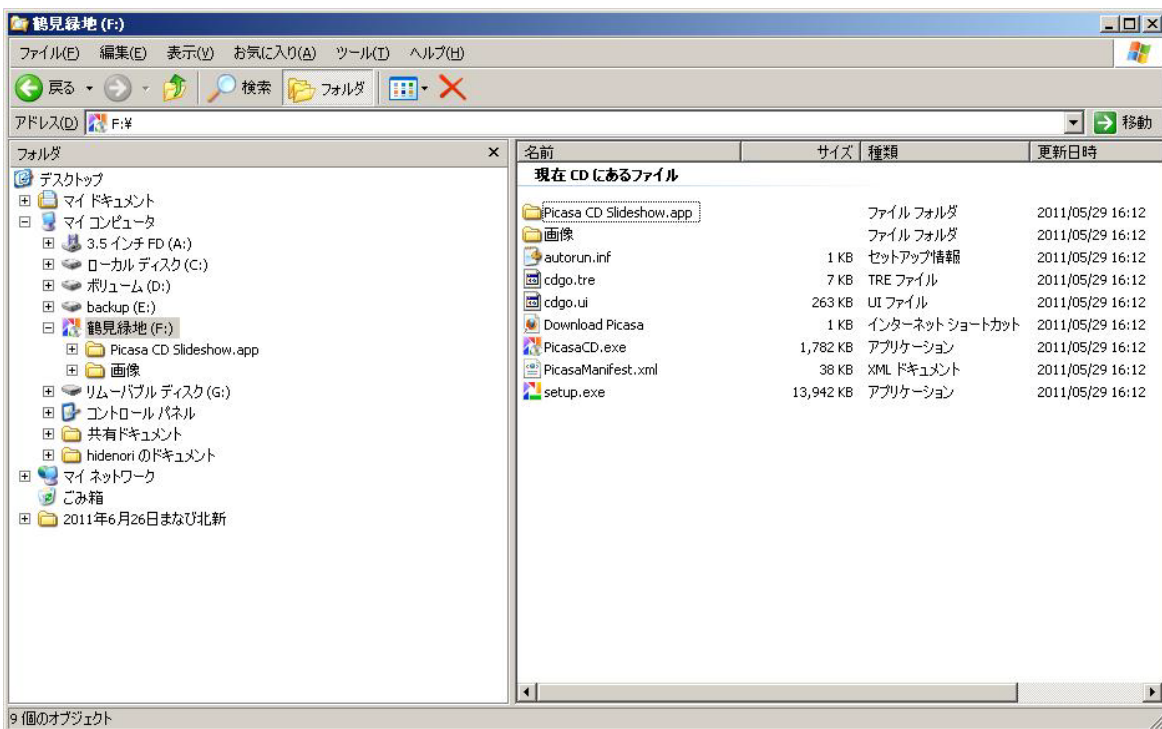 鶴見緑地 (F:)
ファイル(F) 編集(E) 表示(V) お気に入り(A) ツール(T) ヘルプ(H)
戻る 検索 フォルダ
アドレス(D) F:¥ 移動
フォルダ ×
デスクトップ
マイ ドキュメント
マイ コンピュータ
3.5 インチ FD (A:)
ローカル ディスク (C:)
ボリューム (D:)
backup (E:)
鶴見緑地 (F:)
Picasa CD Slideshow.app
画像
リムーバブル ディスク (G:)
コントロール パネル
共有ドキュメント
hidenori のドキュメント
マイ ネットワーク
ごみ箱
2011年6月26日まなび北新
名前 サイズ 種類 更新日時
現在 CD にあるファイル
Picasa CD Slideshow.app ファイル フォルダ 2011/05/29 16:12
画像 ファイル フォルダ 2011/05/29 16:12
autorun.inf 1 KB セットアップ情報 2011/05/29 16:12
cdgo.tre 7 KB TRE ファイル 2011/05/29 16:12
cdgo.ui 263 KB UI ファイル 2011/05/29 16:12
Download Picasa 1 KB インターネット ショートカット 2011/05/29 16:12
PicasaCD.exe 1,782 KB アプリケーション 2011/05/29 16:12
PicasaManifest.xml 38 KB XML ドキュメント 2011/05/29 16:12
setup.exe 13,942 KB アプリケーション 2011/05/29 16:12
9 個のオブジェクト